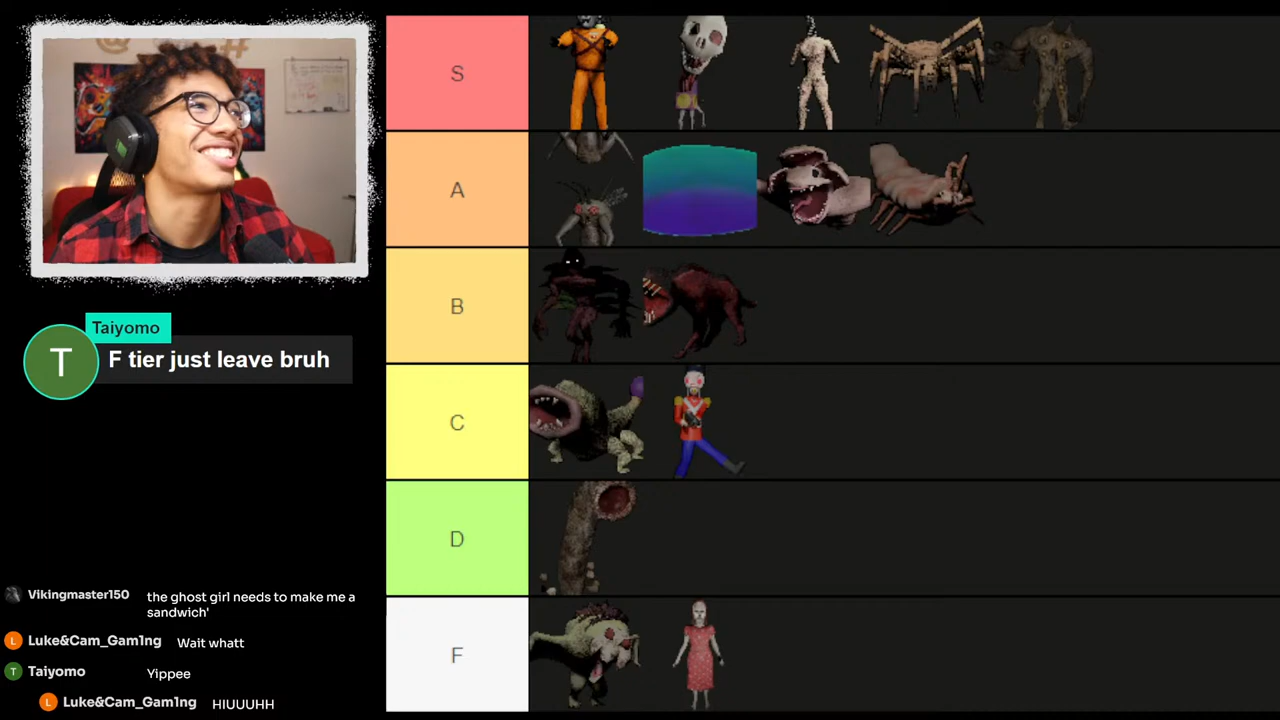 Taiyomo
T
F tier just leave bruh
Vikingmaster150
the ghost girl needs to make me a
sandwich'
L
Luke&Cam_Gam1ng
Wait whatt
T
Taiyomo
Yippee
L
Luke&Cam_Gam1ng
HIUUUHH
S
A
B
C
D
F